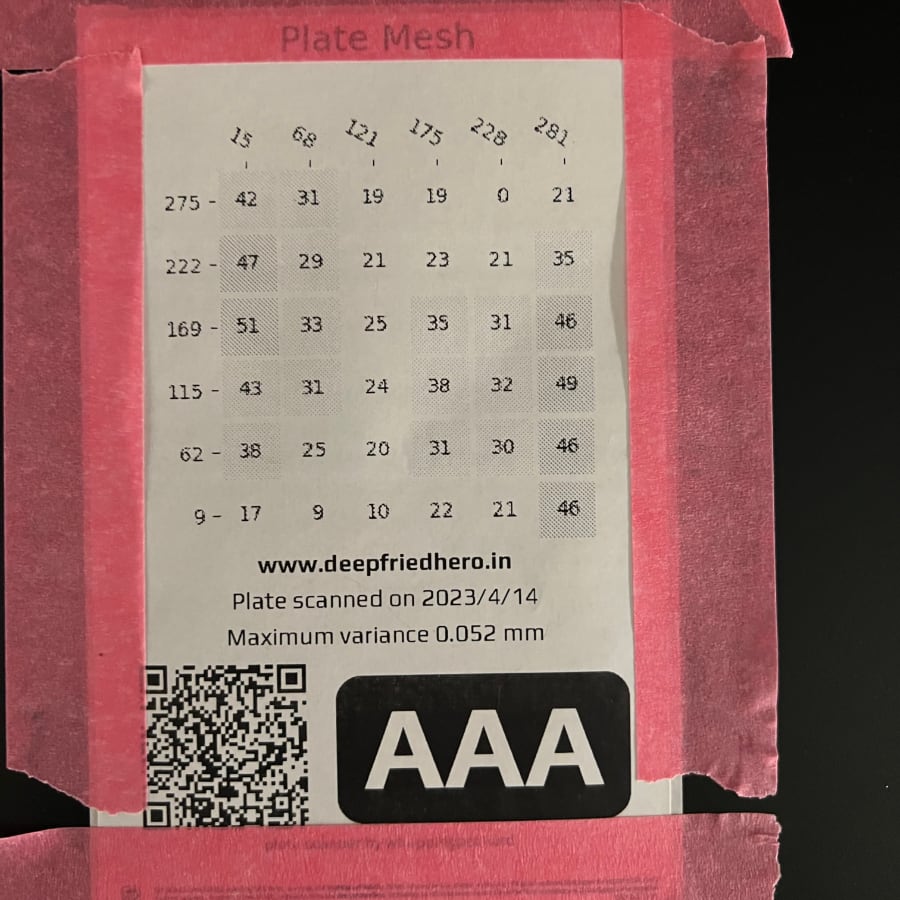 Plate Mesh
15 68 121 175 228 281
275 - 42 31 19 19 0 21
222 - 47 29 21 23 21 35
169 - 51 33 25 35 31 46
115 - 43 31 24 38 32 49
62 - 38 25 20 31 30 46
9 - 17 9 10 22 21 46
www.deepfriedhero.in
Plate scanned on 2023/4/14
Maximum variance 0.052 mm
AAA
plate scanner by